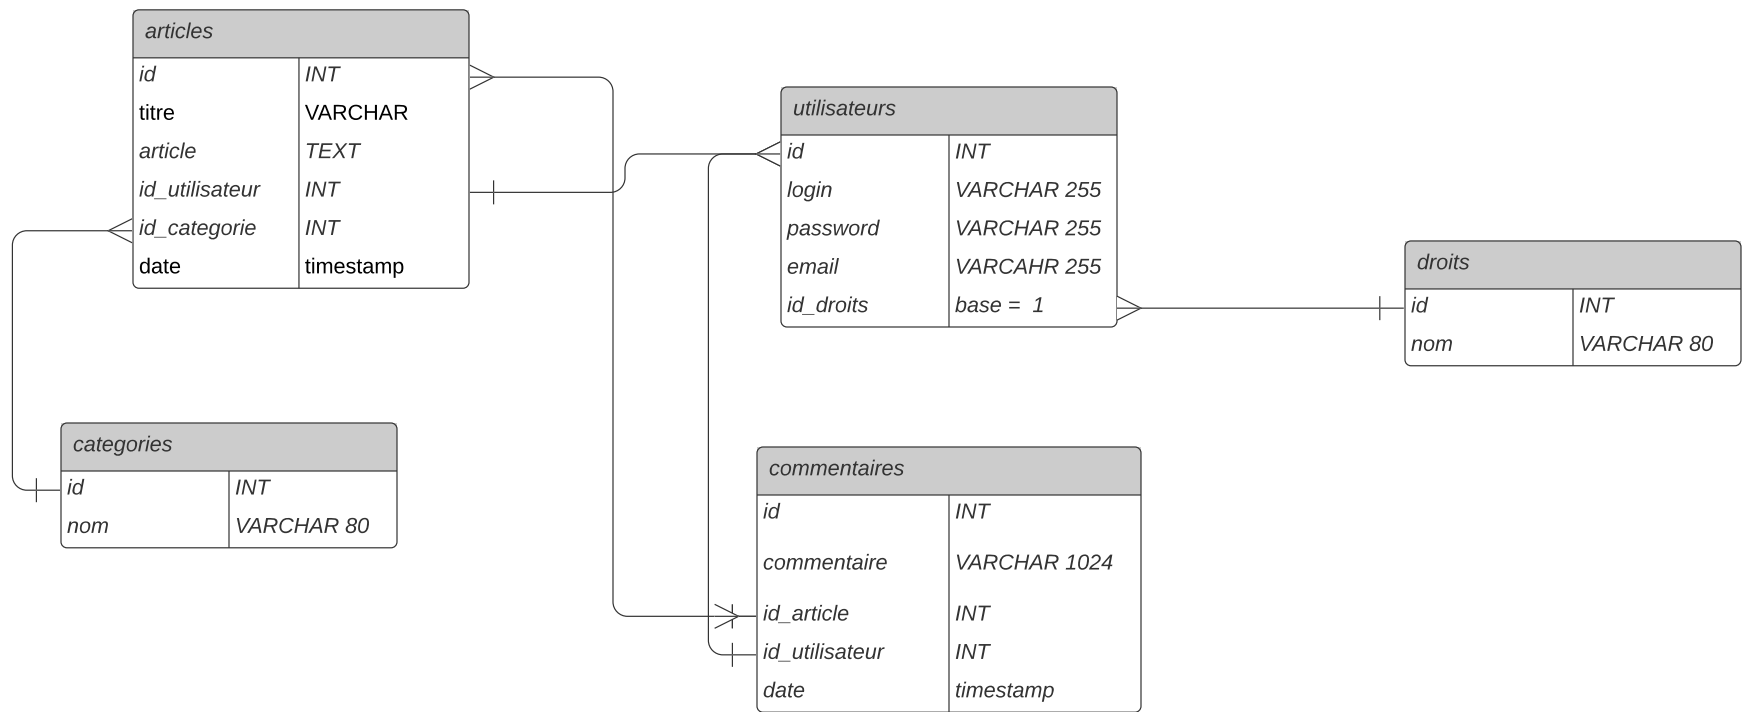 articles
id INT
titre VARCHAR
article TEXT
id_utilisateur INT
id_categorie INT
date timestamp
utilisateurs
id INT
login VARCHAR 255
password VARCHAR 255
email VARCAHR 255
id_droits base = 1
droits
id INT
nom VARCHAR 80
categories
id INT
nom VARCHAR 80
commentaires
id INT
commentaire VARCHAR 1024
id_article INT
id_utilisateur INT
date timestamp